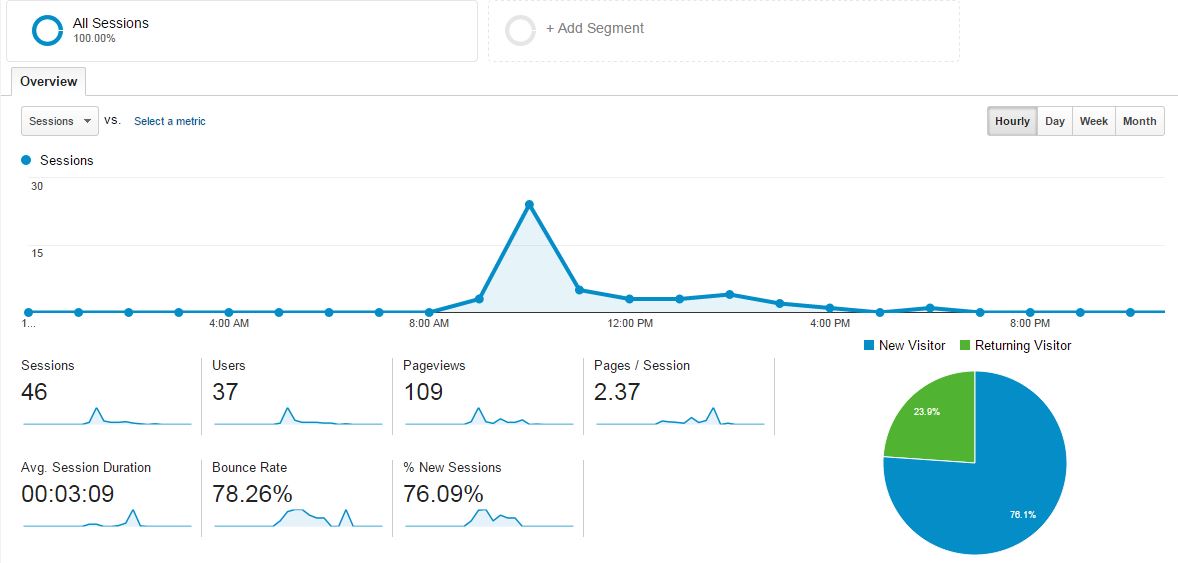 All Sessions
100.00%
+ Add Segment
Overview
Sessions vs. Select a metric
Hourly Day Week Month
Sessions
30
15
1... 4:00 AM 8:00 AM 12:00 PM 4:00 PM 8:00 PM
New Visitor Returning Visitor
Sessions
46
Users
37
Pageviews
109
Pages / Session
2.37
Avg. Session Duration
00:03:09
Bounce Rate
78.26%
% New Sessions
76.09%
23.9%
76.1%